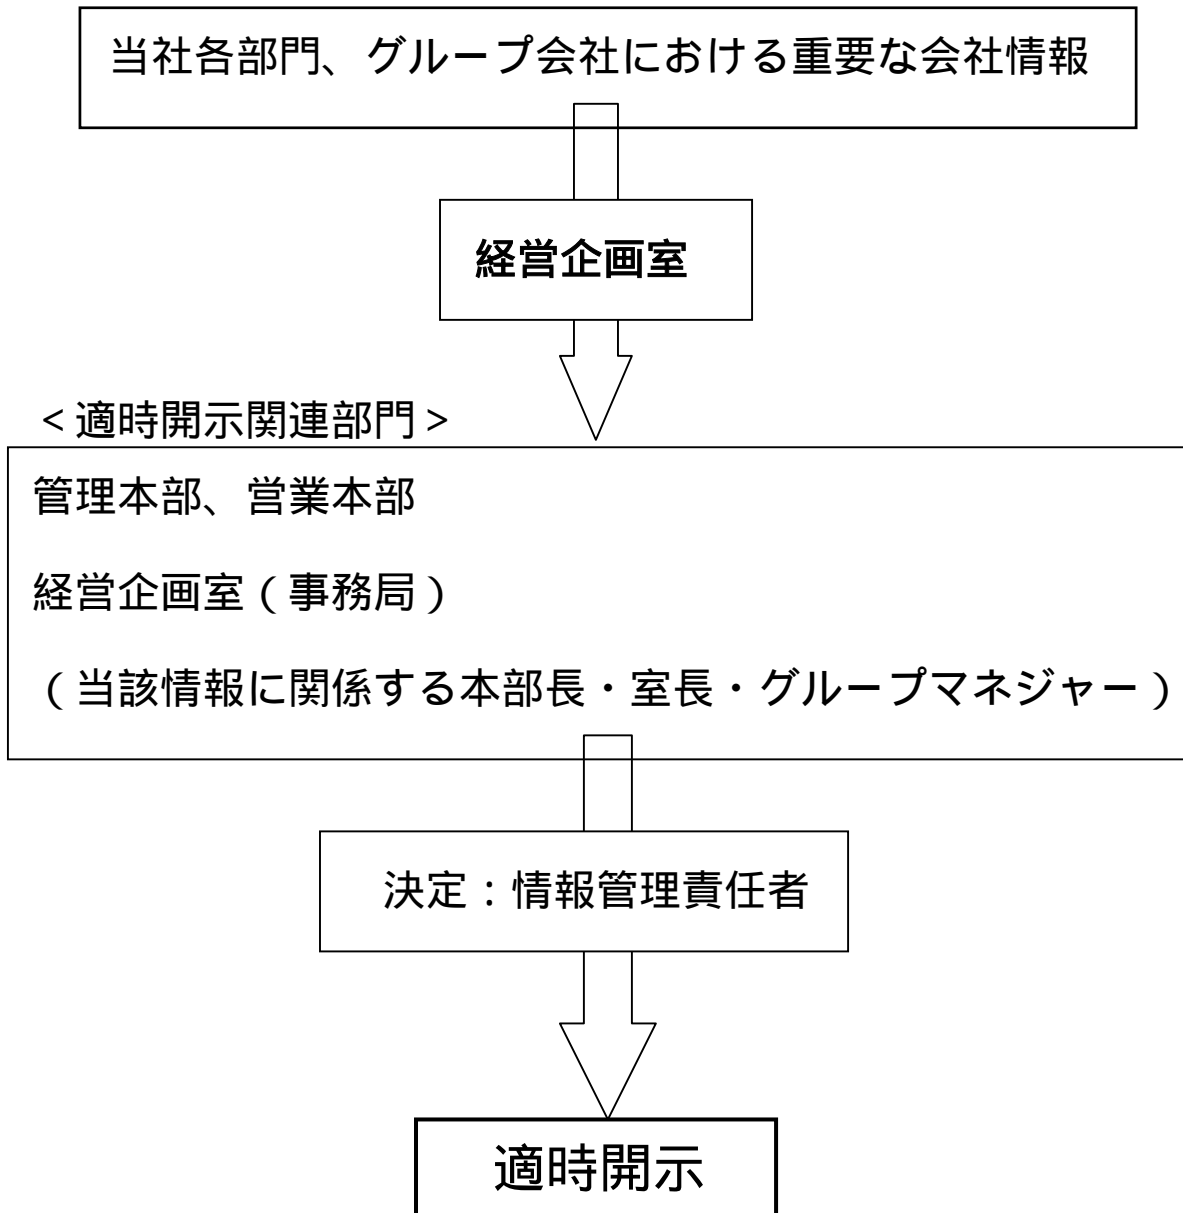 当社各部門、グループ会社における重要な会社情報
経営企画室
<適時開示関連部門>
管理本部、営業本部
経営企画室(事務局)
(当該情報に関係する本部長・室長・グループマネジャー)
決定:情報管理責任者
適時開示